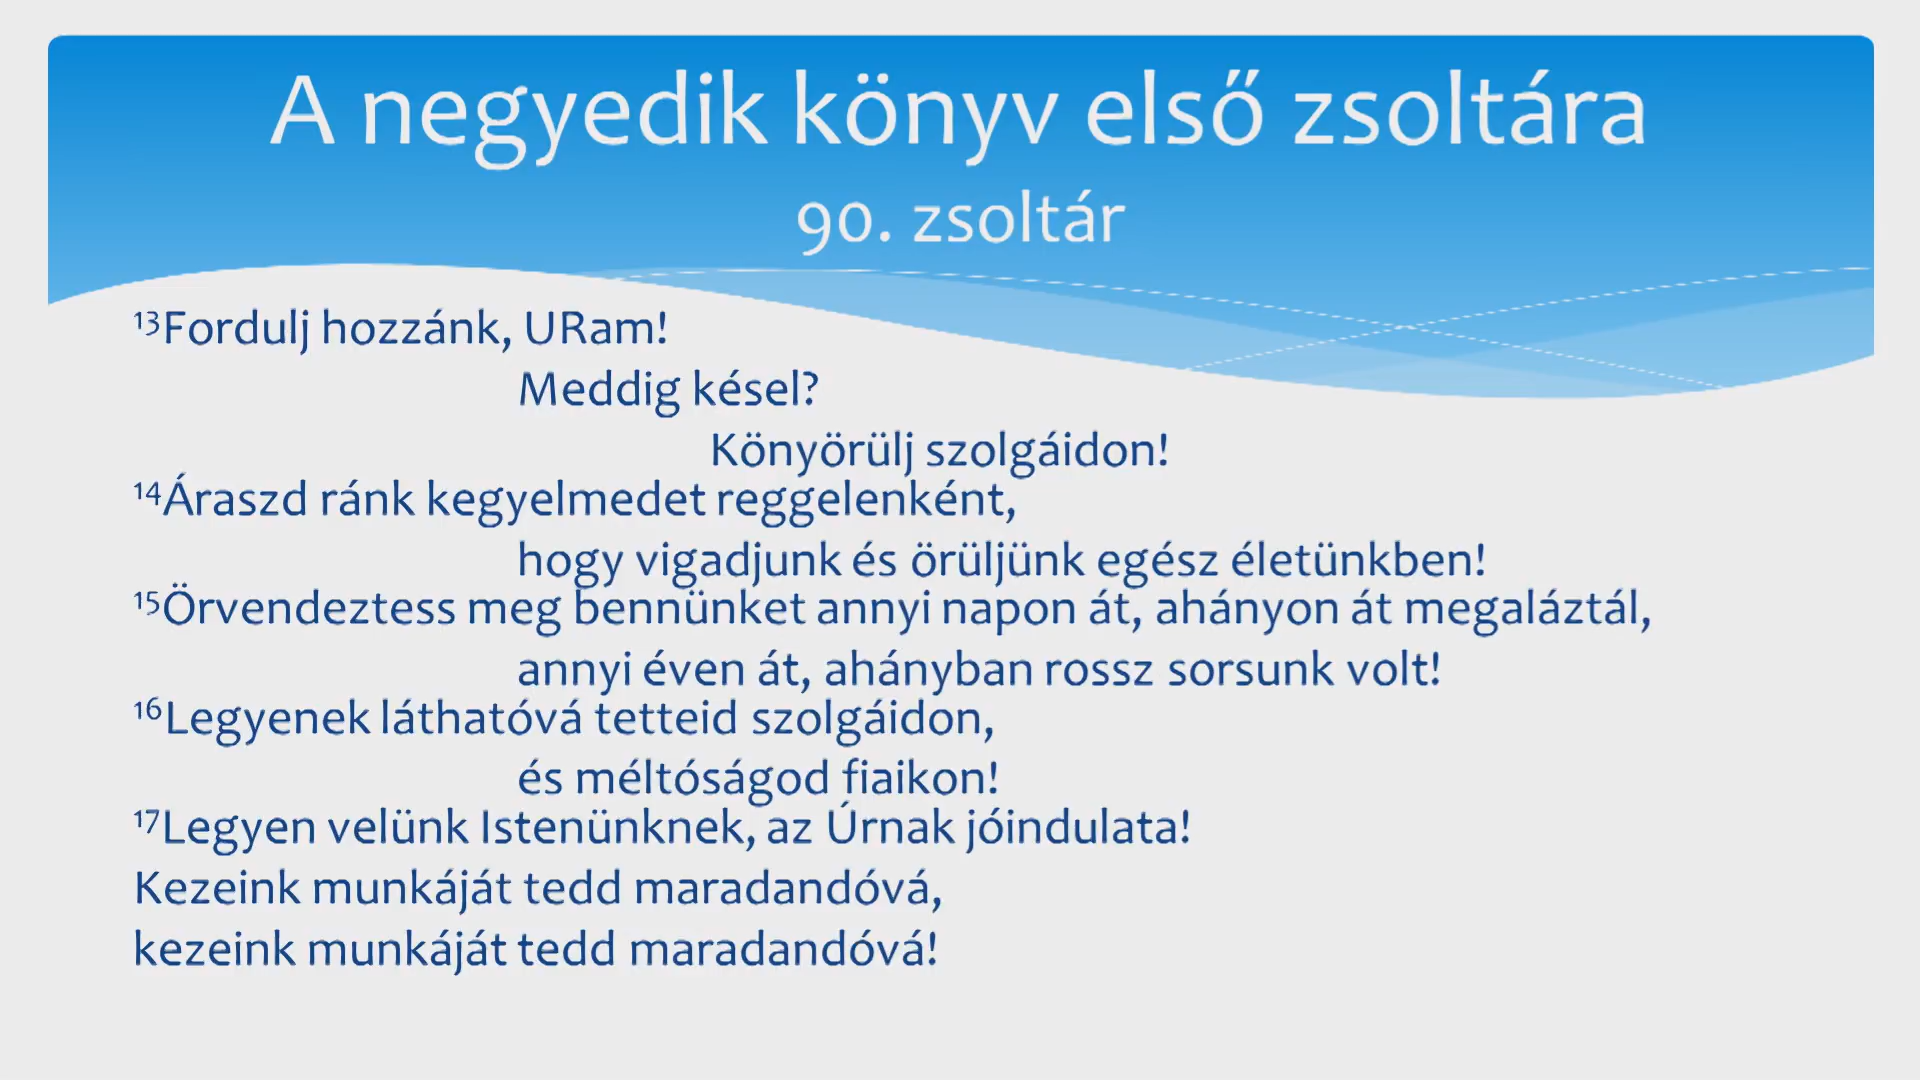 A negyedik könyv első zsoltára
90. zsoltár
¹³Fordulj hozzánk, URam!
Meddig késel?
Könyörülj szolgáidon!
¹⁴Áraszd ránk kegyelmedet reggelenként,
hogy vigadjunk és örüljünk egész életünkben!
¹⁵Örvendeztess meg bennünket annyi napon át, ahányon át megaláztál,
annyi éven át, ahányban rossz sorsunk volt!
¹⁶Legyenek láthatóvá tetteid szolgáidon,
és méltóságod fiaikon!
¹⁷Legyen velünk Istenünknek, az Úrnak jóindulata!
Kezeink munkáját tedd maradandóvá,
kezeink munkáját tedd maradandóvá!